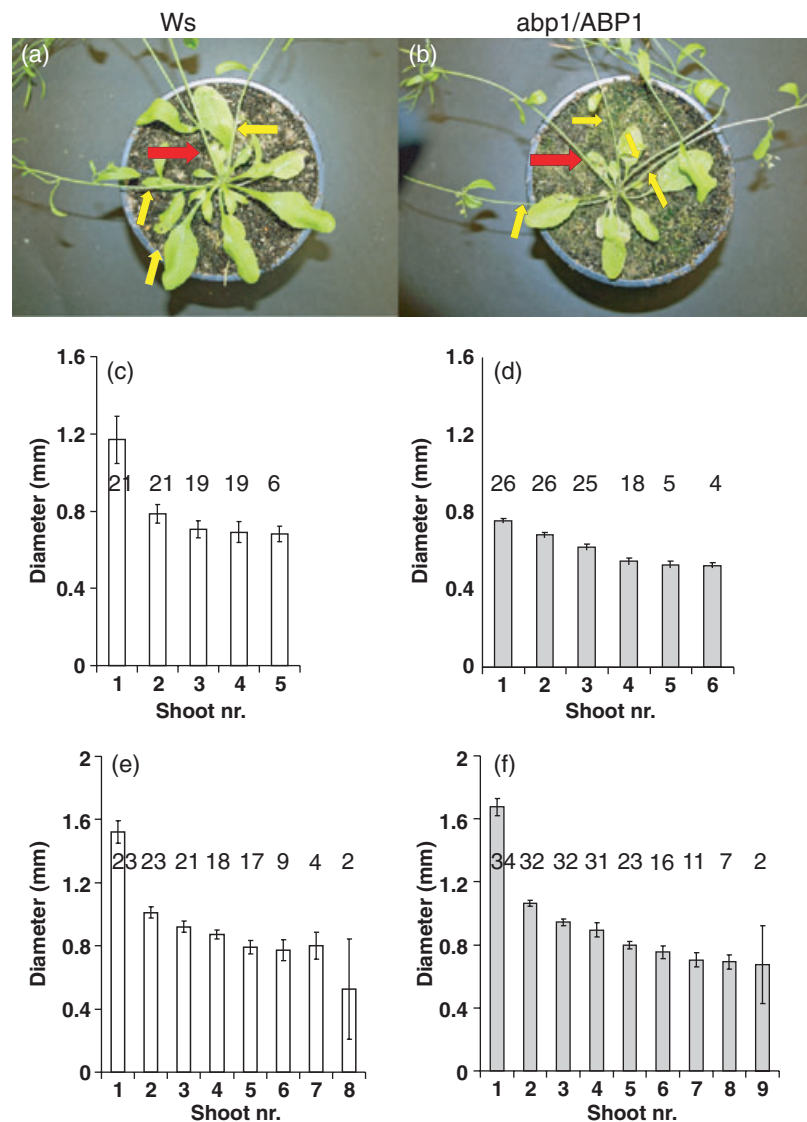 Ws
abp1/ABP1
(a)
(b)
(c)
1.6
1.2
0.8
0.4
0
Diameter (mm)
21 21 19 19 6
1 2 3 4 5
Shoot nr.
(d)
1.6
1.2
0.8
0.4
0
Diameter (mm)
26 26 25 18 5 4
1 2 3 4 5 6
Shoot nr.
(e)
2
1.6
1.2
0.8
0.4
0
Diameter (mm)
23 23 21 18 17 9 4 2
1 2 3 4 5 6 7 8
Shoot nr.
(f)
2
1.6
1.2
0.8
0.4
0
Diameter (mm)
34 32 32 31 23 16 11 7 2
1 2 3 4 5 6 7 8 9
Shoot nr.